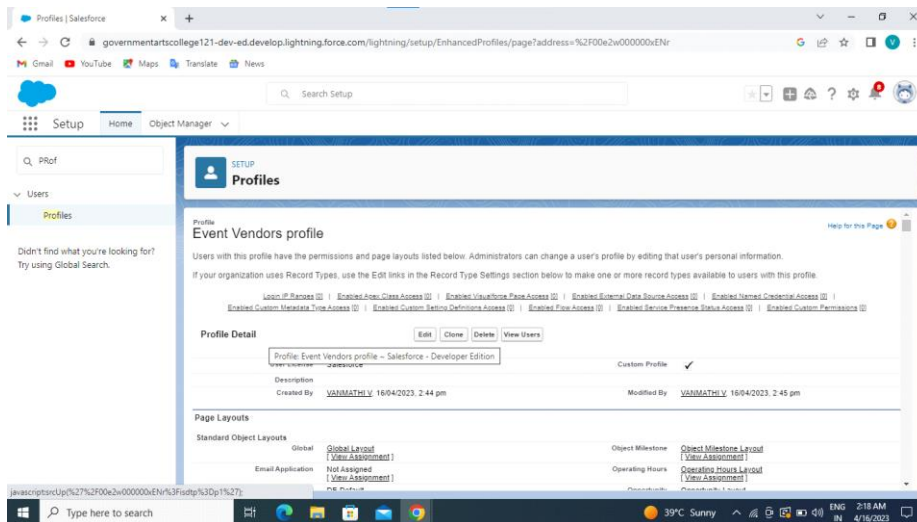 Profiles | Salesforce
governmentartscollege121-dev-ed.develop.lightning.force.com/lightning/setup/EnhancedProfiles/page?address=%2F00e2w000000xENr
Gmail YouTube Maps Translate News
Search Setup
Setup Home Object Manager
PRof
Users
Profiles
Didn't find what you're looking for?
Try using Global Search.
SETUP
Profiles
Profile
Event Vendors profile
Help for this Page
Users with this profile have the permissions and page layouts listed below. Administrators can change a user's profile by editing that user's personal information.
If your organization uses Record Types, use the Edit links in the Record Type Settings section below to make one or more record types available to users with this profile.
Login IP Ranges [0] | Enabled Apex Class Access [0] | Enabled Visualforce Page Access [0] | Enabled External Data Source Access [0] | Enabled Named Credential Access [0] |
Enabled Custom Metadata Type Access [0] | Enabled Custom Setting Definitions Access [0] | Enabled Flow Access [0] | Enabled Service Presence Status Access [0] | Enabled Custom Permissions [0]
Profile Detail Edit Clone Delete View Users
Profile: Event Vendors profile ~ Salesforce - Developer Edition
User License Salesforce Custom Profile ✓
Description
Created By VANMATHI V, 16/04/2023, 2:44 pm Modified By VANMATHI V, 16/04/2023, 2:45 pm
Page Layouts
Standard Object Layouts
Global Global Layout Object Milestone Object Milestone Layout
[ View Assignment ] [ View Assignment ]
Email Application Not Assigned Operating Hours Operating Hours Layout
[ View Assignment ] [ View Assignment ]
Opportunity Opportunity Layout
javascript:srcUp(%27%2F00e2w000000xENr%3Fisdtp%3Dp1%27);
Type here to search
39°C Sunny ENG 2:18 AM
IN 4/16/2023